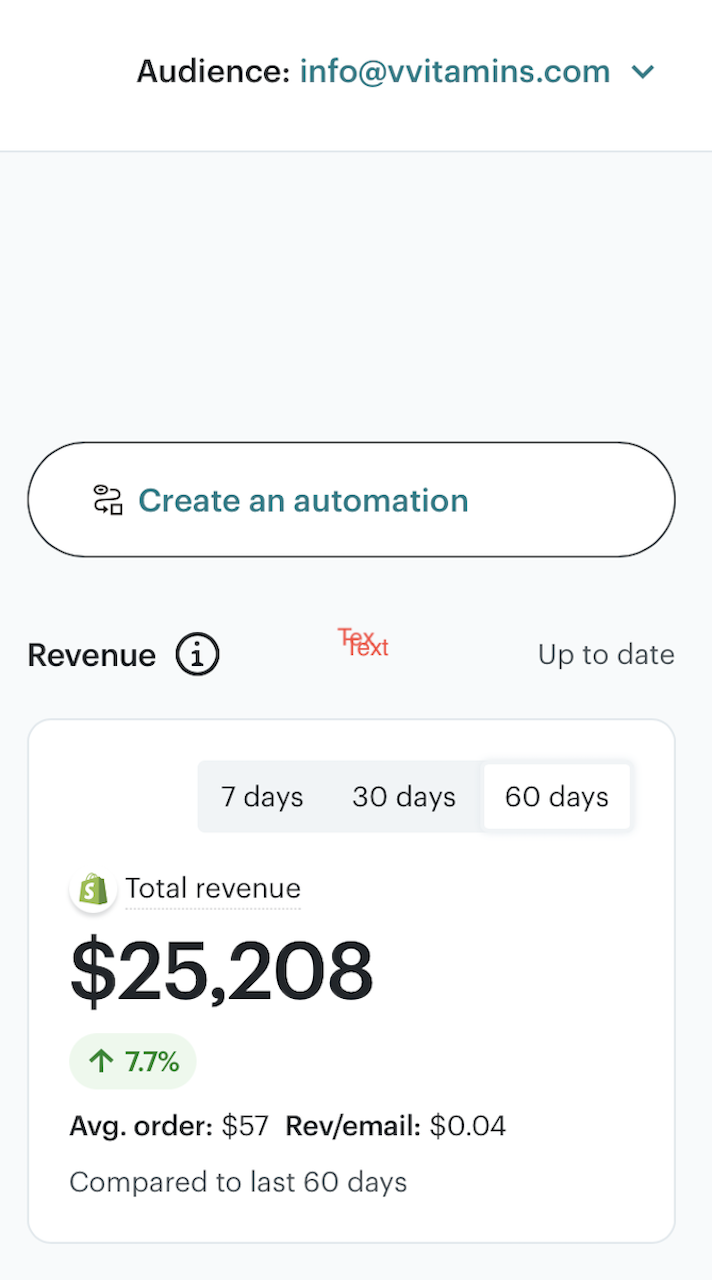 Audience: info@vvitamins.com
Create an automation
Revenue
Tex
Text
Up to date
7 days 30 days 60 days
Total revenue
$25,208
↑ 7.7%
Avg. order: $57 Rev/email: $0.04
Compared to last 60 days